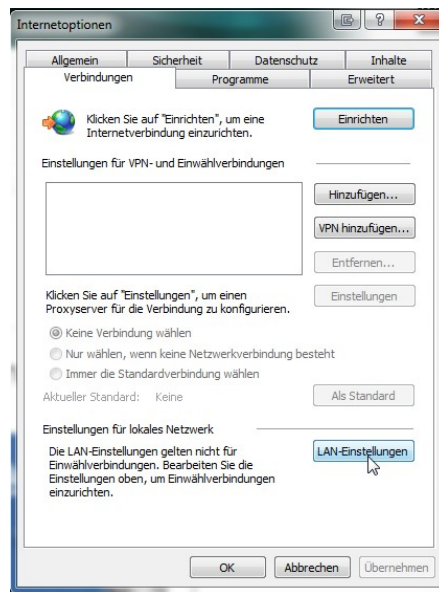 Internetoptionen
Allgemein Sicherheit Datenschutz Inhalte
Verbindungen Programme Erweitert
Klicken Sie auf "Einrichten", um eine
Internetverbindung einzurichten.
Einrichten
Einstellungen für VPN- und Einwählverbindungen
Hinzufügen...
VPN hinzufügen...
Entfernen...
Klicken Sie auf "Einstellungen", um einen
Proxyserver für die Verbindung zu konfigurieren.
Einstellungen
Keine Verbindung wählen
Nur wählen, wenn keine Netzwerkverbindung besteht
Immer die Standardverbindung wählen
Aktueller Standard: Keine
Als Standard
Einstellungen für lokales Netzwerk
Die LAN-Einstellungen gelten nicht für
Einwählverbindungen. Bearbeiten Sie die
Einstellungen oben, um Einwählverbindungen
einzurichten.
LAN-Einstellungen
OK Abbrechen Übernehmen